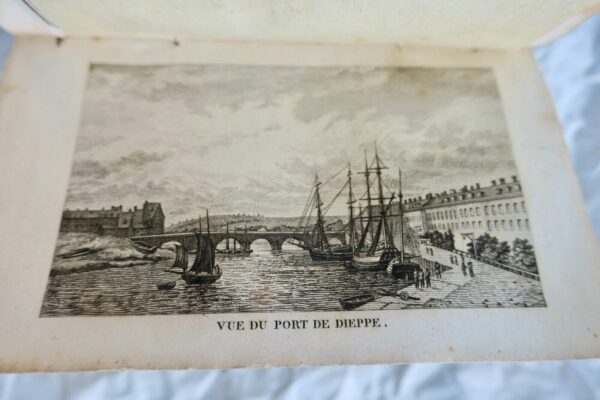 VUE DU PORT DE DIEPPE.